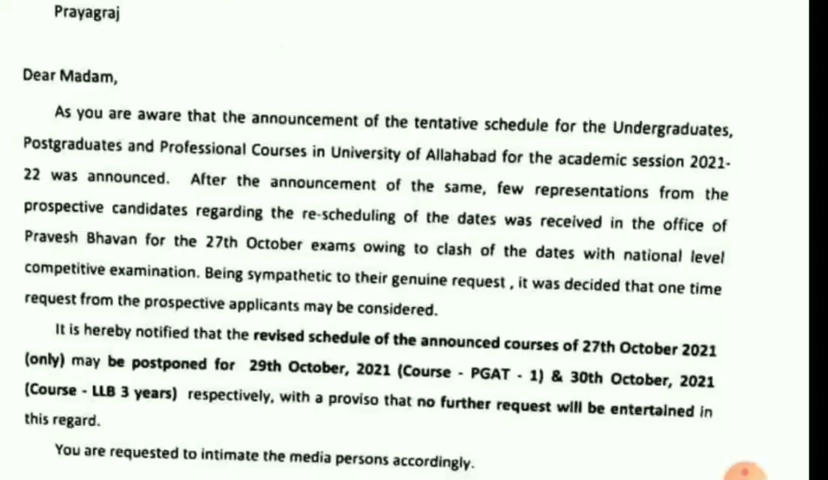 Prayagraj
Dear Madam,
As you are aware that the announcement of the tentative schedule for the Undergraduates,
Postgraduates and Professional Courses in University of Allahabad for the academic session 2021-
22 was announced. After the announcement of the same, few representations from the
prospective candidates regarding the re-scheduling of the dates was received in the office of
Pravesh Bhavan for the 27th October exams owing to clash of the dates with national level
competitive examination. Being sympathetic to their genuine request , it was decided that one time
request from the prospective applicants may be considered.
It is hereby notified that the revised schedule of the announced courses of 27th October 2021
(only) may be postponed for 29th October, 2021 (Course - PGAT - 1) & 30th October, 2021
(Course - LLB 3 years) respectively, with a proviso that no further request will be entertained in
this regard.
You are requested to intimate the media persons accordingly.